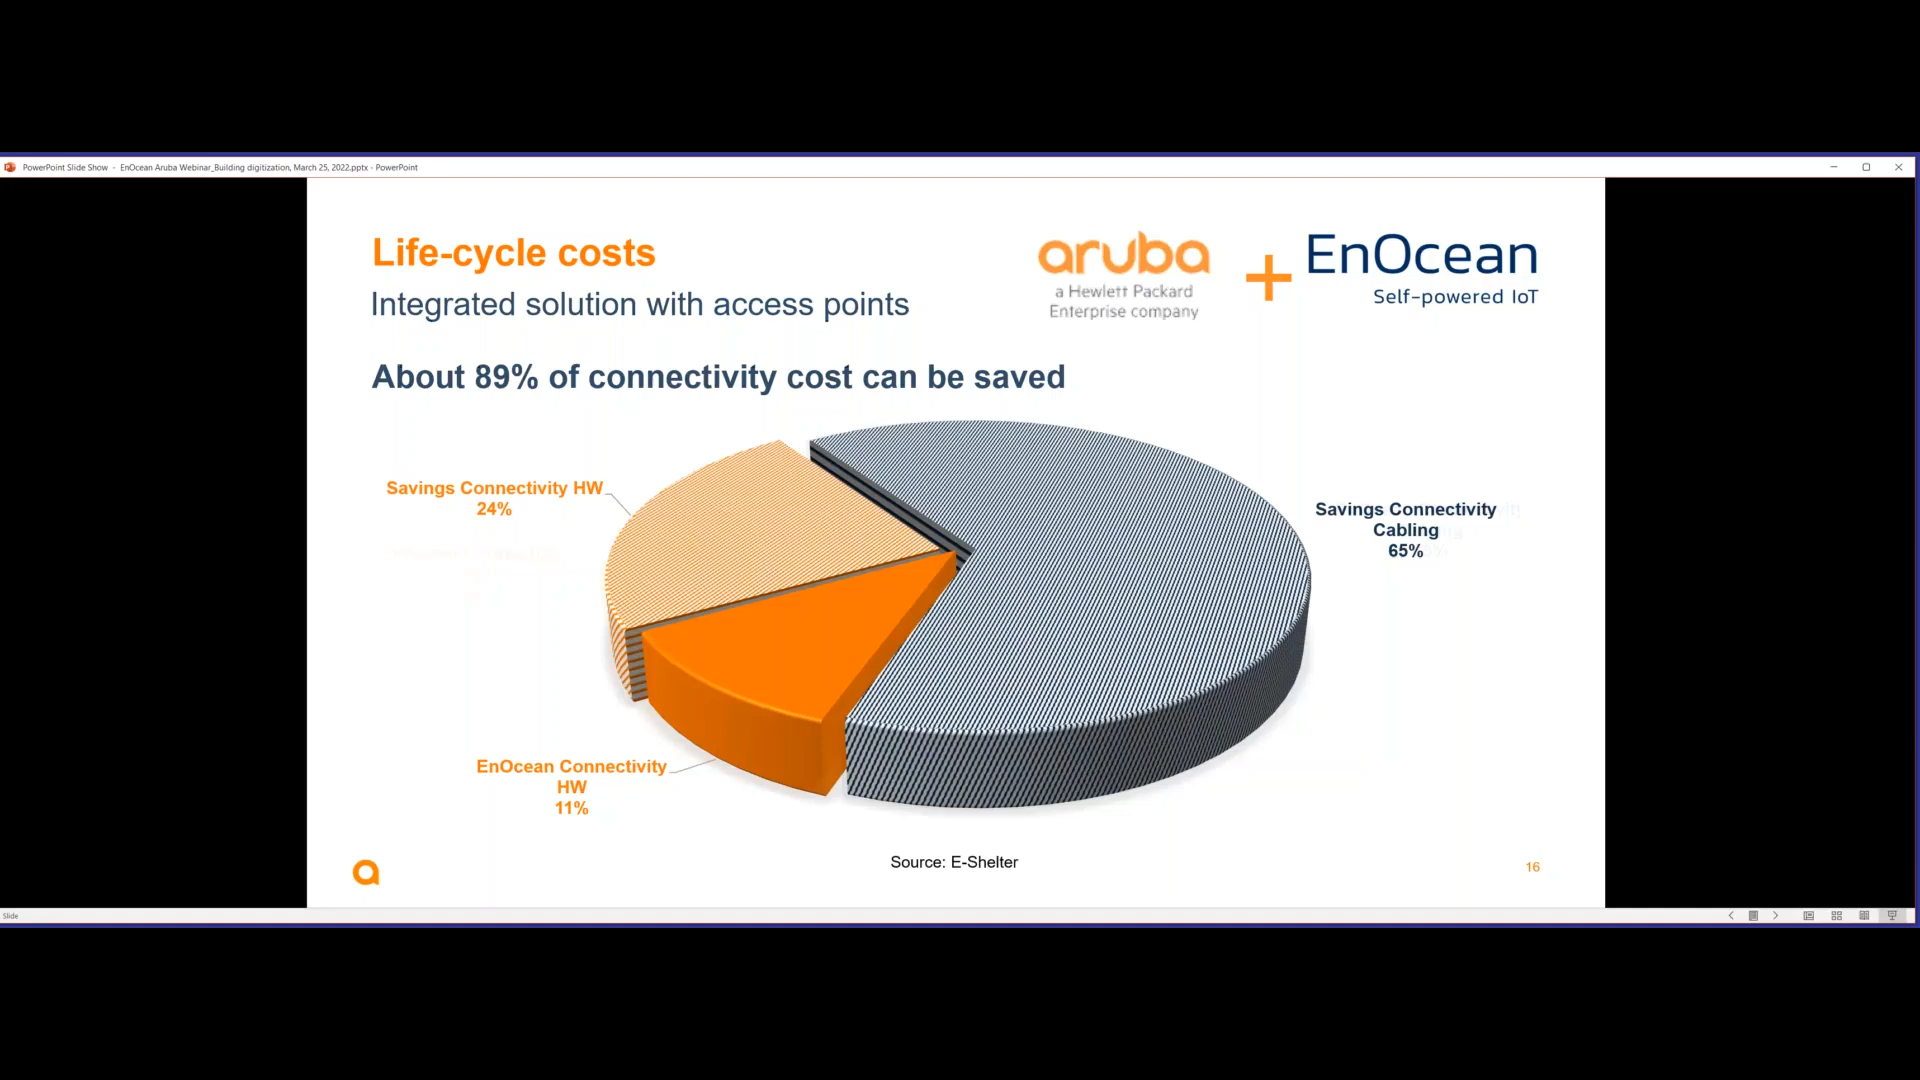 PowerPoint Slide Show - EnOcean Aruba Webinar_Building digitization, March 25, 2022.pptx - PowerPoint
Life-cycle costs
Integrated solution with access points
aruba
a Hewlett Packard
Enterprise company
+
EnOcean
Self-powered IoT
About 89% of connectivity cost can be saved
Savings Connectivity HW
24%
Savings Connectivity
Cabling
65%
EnOcean Connectivity
HW
11%
Source: E-Shelter
16
Slide